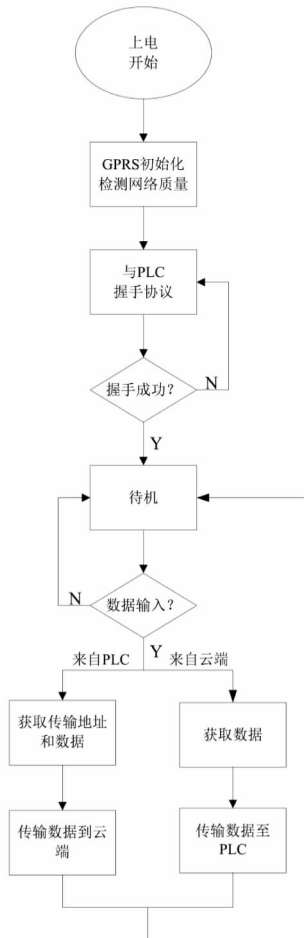 上电
开始
GPRS初始化
检测网络质量
与PLC
握手协议
握手成功?
N
Y
待机
N
数据输入?
Y
来自PLC
来自云端
获取传输地址
和数据
获取数据
传输数据到云
端
传输数据至
PLC